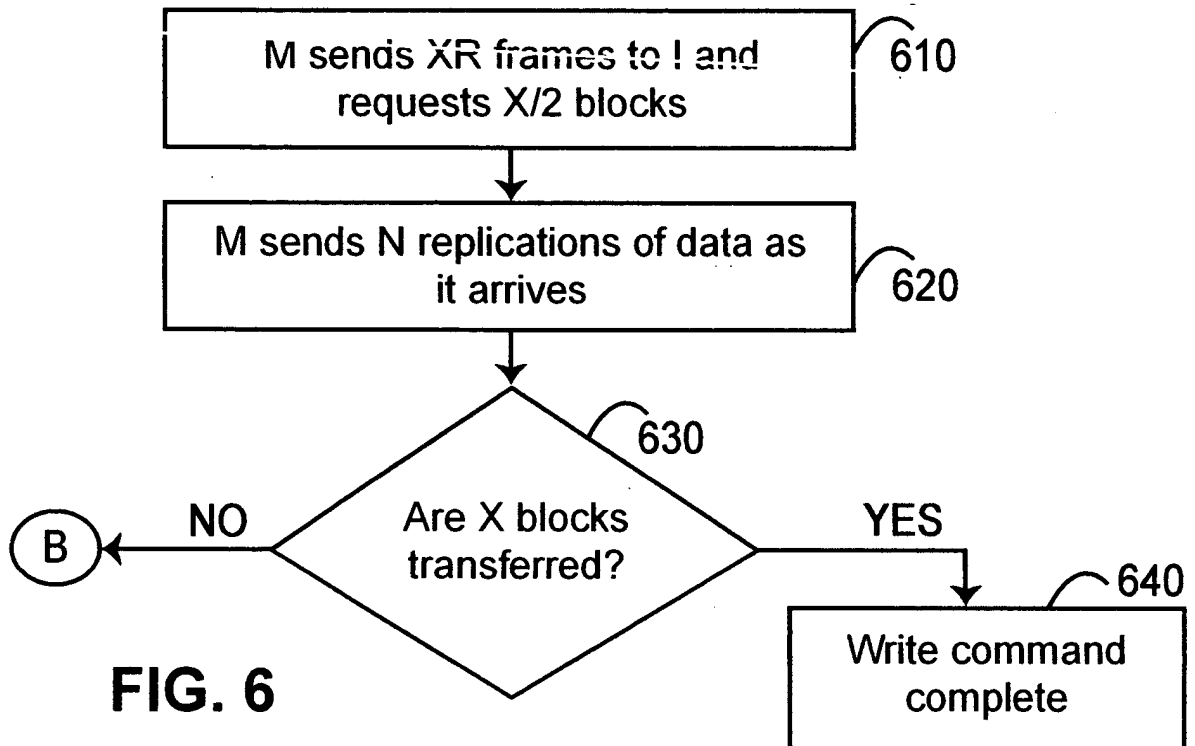 M sends XR frames to I and
requests X/2 blocks
610
M sends N replications of data as
it arrives
620
630
Are X blocks
transferred?
NO
B
YES
640
Write command
complete
FIG. 6